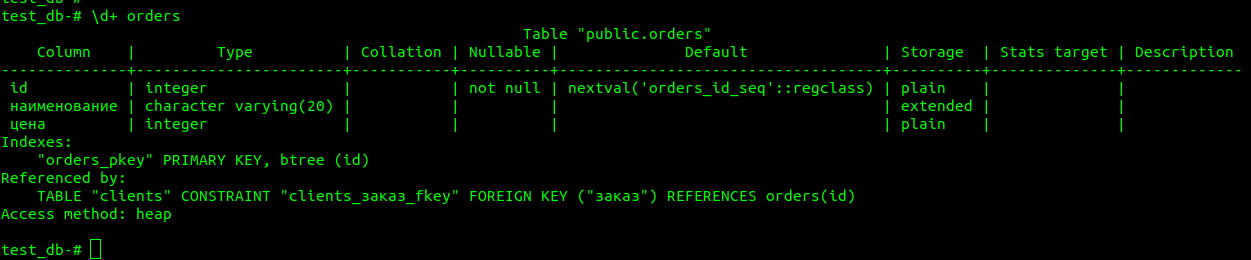 test_db-#
test_db-# \d+ orders
                                                          Table "public.orders"
    Column    |         Type          | Collation | Nullable |              Default               | Storage  | Stats target | Description
--------------+-----------------------+-----------+----------+------------------------------------+----------+--------------+-------------
 id           | integer               |           | not null | nextval('orders_id_seq'::regclass) | plain    |              |
 наименование | character varying(20) |           |          |                                    | extended |              |
 цена         | integer               |           |          |                                    | plain    |              |
Indexes:
    "orders_pkey" PRIMARY KEY, btree (id)
Referenced by:
    TABLE "clients" CONSTRAINT "clients_заказ_fkey" FOREIGN KEY ("заказ") REFERENCES orders(id)
Access method: heap
test_db-#